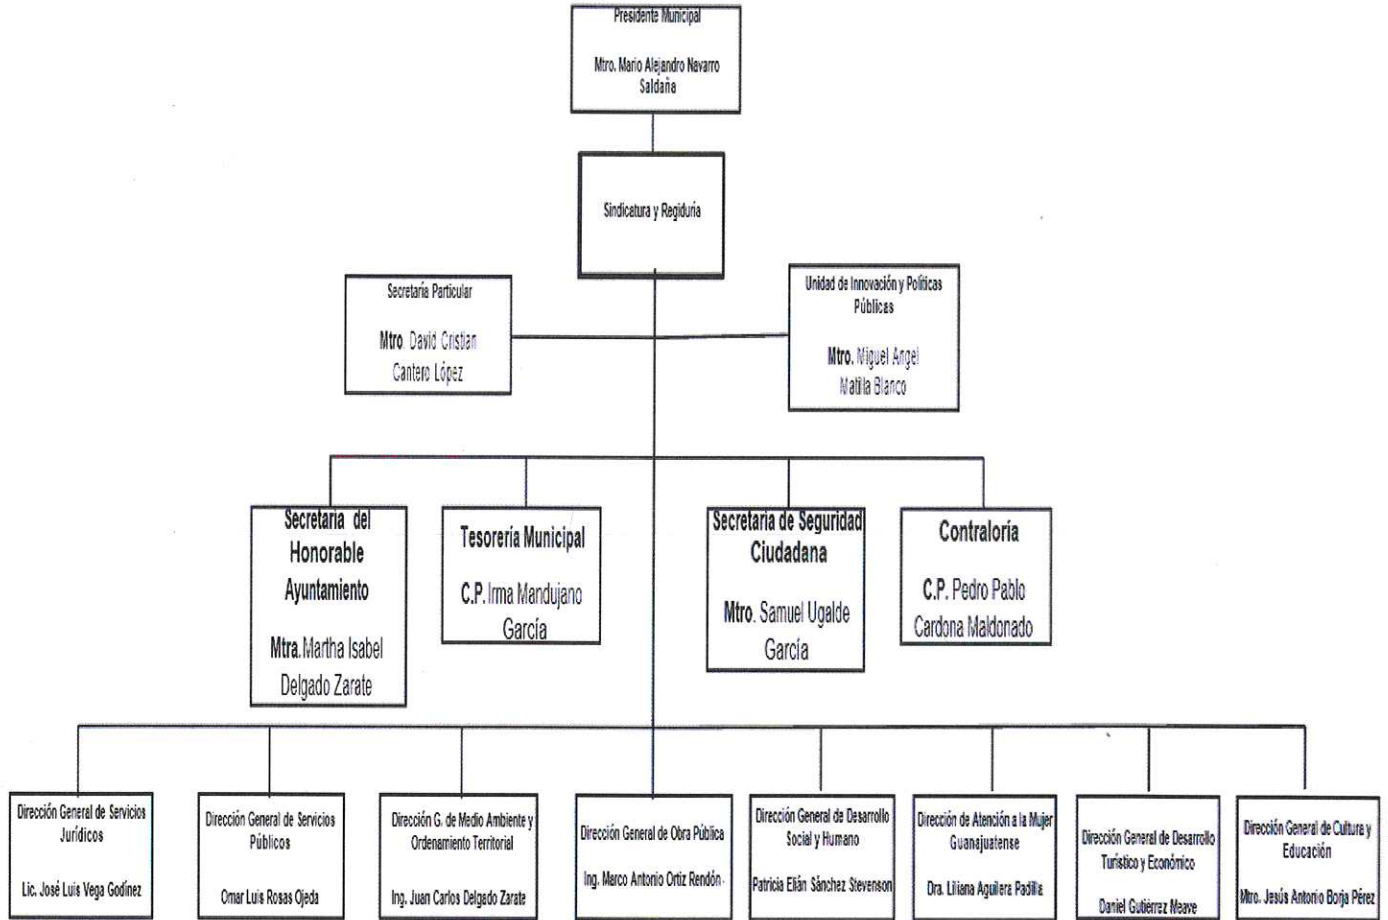 Presidente Municipal
Mtro. Mario Alejandro Navarro
Saldaña
Sindicatura y Regiduría
Secretaría Particular
Mtro. David Cristian
Cantero López
Unidad de Innovación y Políticas
Públicas
Mtro. Miguel Angel
Matilla Blanco
Secretaria del
Honorable
Ayuntamiento
Mtra. Martha Isabel
Delgado Zarate
Tesorería Municipal
C.P. Irma Mandujano
García
Secretaria de Seguridad
Ciudadana
Mtro. Samuel Ugalde
García
Contraloría
C.P. Pedro Pablo
Cardona Maldonado
Dirección General de Servicios
Jurídicos
Lic. José Luis Vega Godínez
Dirección General de Servicios
Públicos
Omar Luis Rosas Ojeda
Dirección G. de Medio Ambiente y
Ordenamiento Territorial
Ing. Juan Carlos Delgado Zarate
Dirección General de Obra Pública
Ing. Marco Antonio Ortiz Rendón
Dirección General de Desarrollo
Social y Humano
Patricia Elián Sánchez Stevenson
Dirección de Atención a la Mujer
Guanajuatense
Dra. Liliana Aguilera Padilla
Dirección General de Desarrollo
Turístico y Económico
Daniel Gutiérrez Meave
Dirección General de Cultura y
Educación
Mtro. Jesús Antonio Borja Pérez